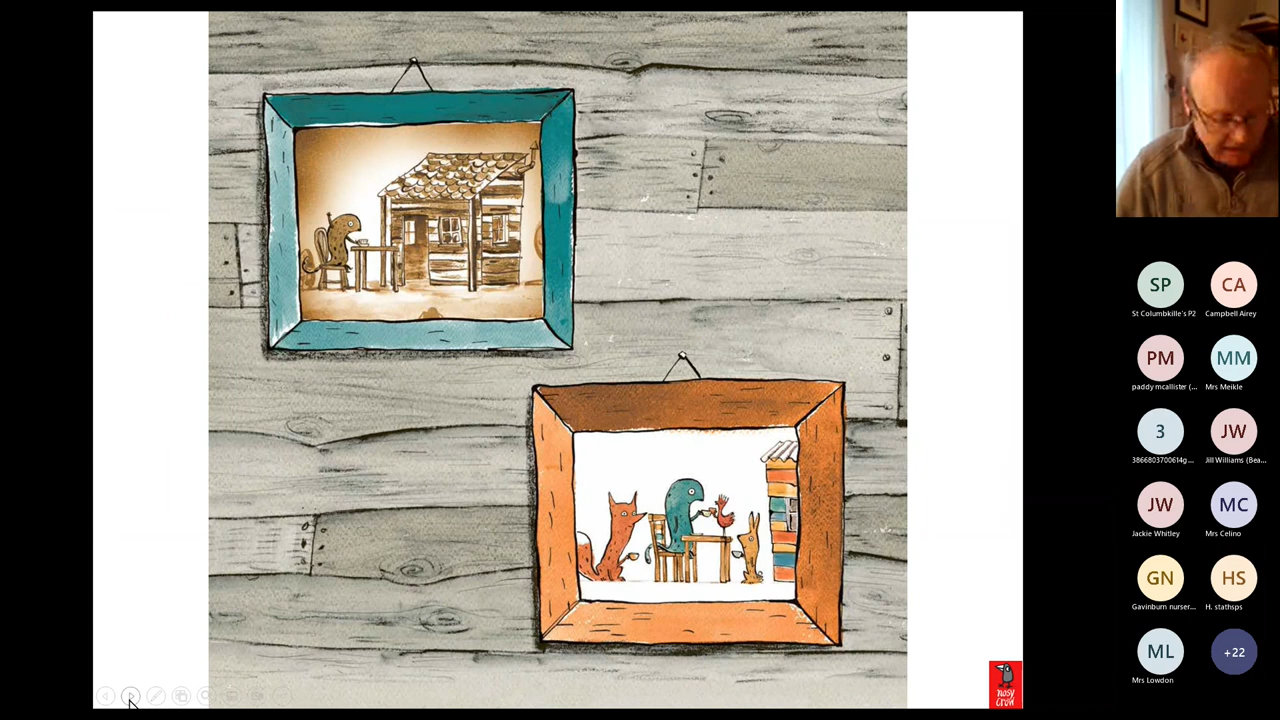 SP
CA
St Columbkille's P2
Campbell Airey
PM
MM
paddy mcallister (...
Mrs Meikle
3
JW
3866803700614g...
Jill Williams (Bea...
JW
MC
Jackie Whitley
Mrs Celino
GN
HS
Gavinburn nurser...
H. stathsps
ML
+22
Mrs Lowdon
nosy
crow